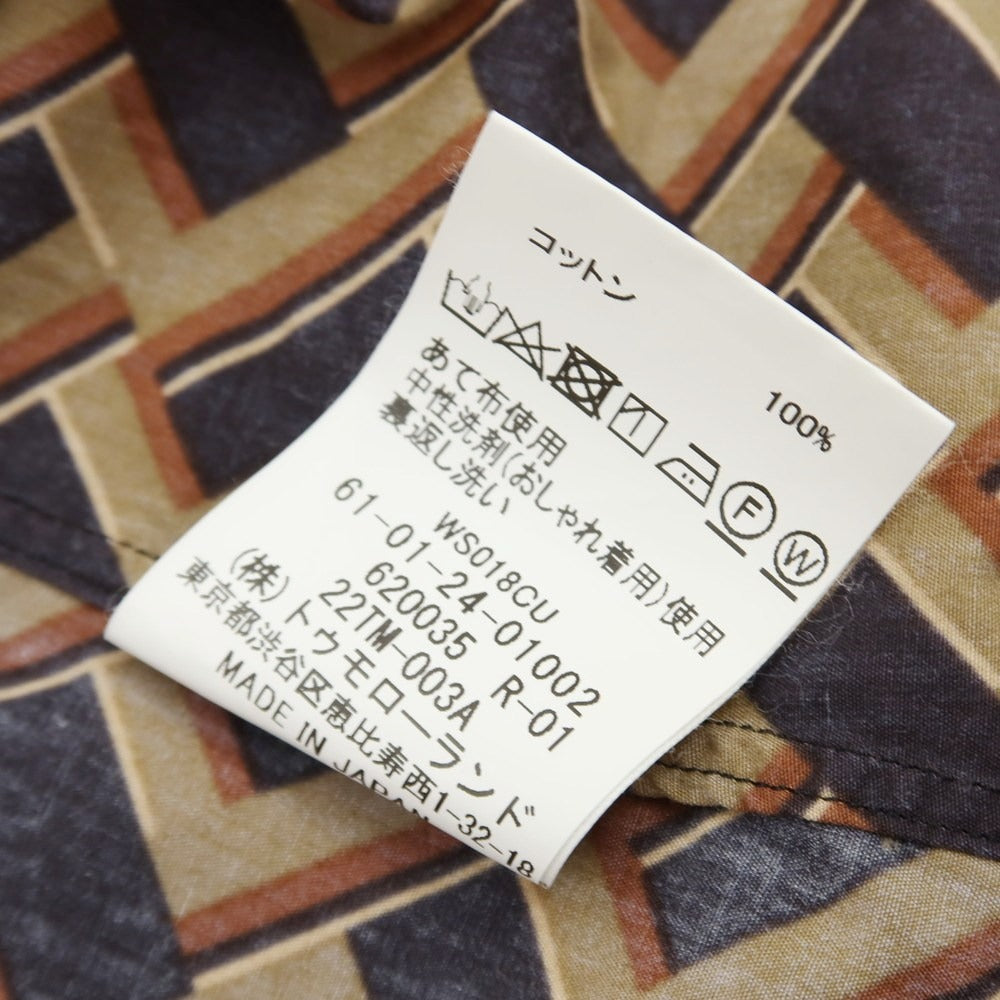 コットン 100%
F W
あて布使用
中性洗剤(おしゃれ着用)使用
裏返し洗い
WS018CU
61-01-24-01002
620035 R-01
22TM-003A
(株)トゥモローランド
東京都渋谷区恵比寿西1-32-18
MADE IN JAPAN